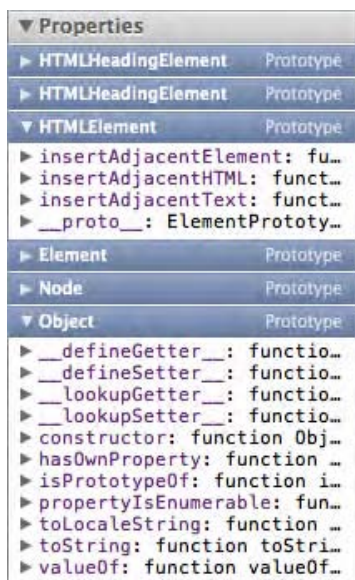 ▼ Properties
▶ HTMLHeadingElement Prototype
▶ HTMLHeadingElement Prototype
▼ HTMLElement Prototype
▶ insertAdjacentElement: fu…
▶ insertAdjacentHTML: funct…
▶ insertAdjacentText: funct…
▶ __proto__: ElementPrototy…
▶ Element Prototype
▶ Node Prototype
▼ Object Prototype
▶ __defineGetter__: functio…
▶ __defineSetter__: functio…
▶ __lookupGetter__: functio…
▶ __lookupSetter__: functio…
▶ constructor: function Obj…
▶ hasOwnProperty: function …
▶ isPrototypeOf: function i…
▶ propertyIsEnumerable: fun…
▶ toLocaleString: function …
▶ toString: function toStri…
▶ valueOf: function valueOf…